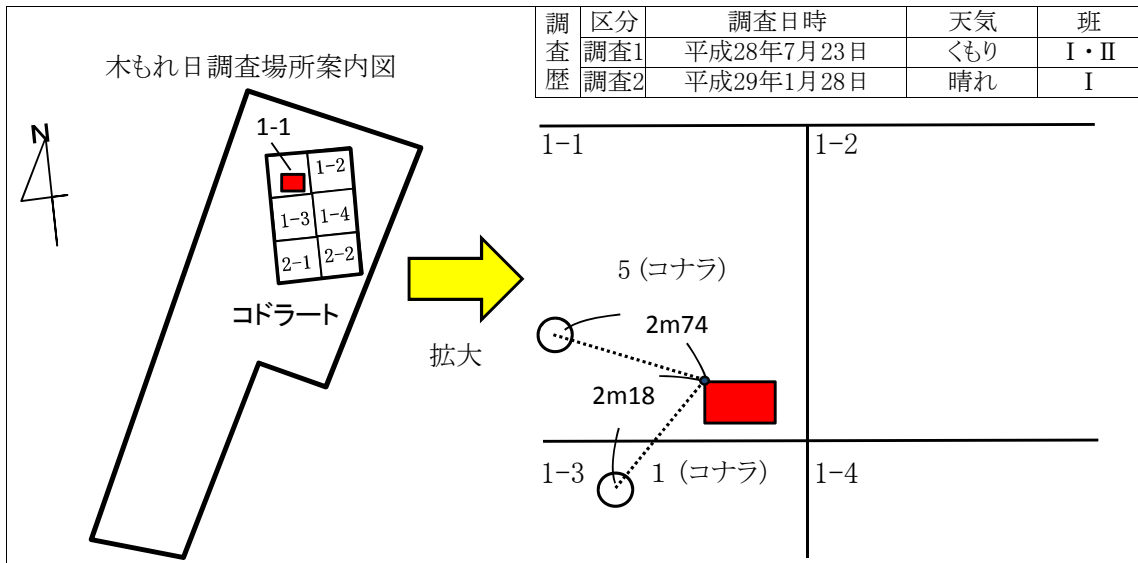 木もれ日調査場所案内図
調査歴 区分 調査日時 天気 班
調査1 平成28年7月23日 くもり Ⅰ・Ⅱ
調査2 平成29年1月28日 晴れ Ⅰ
N
1-1
1-2
1-3 1-4
2-1 2-2
コドラート
拡大
1-1 1-2
5 (コナラ)
2m74
2m18
1-3 1 (コナラ) 1-4